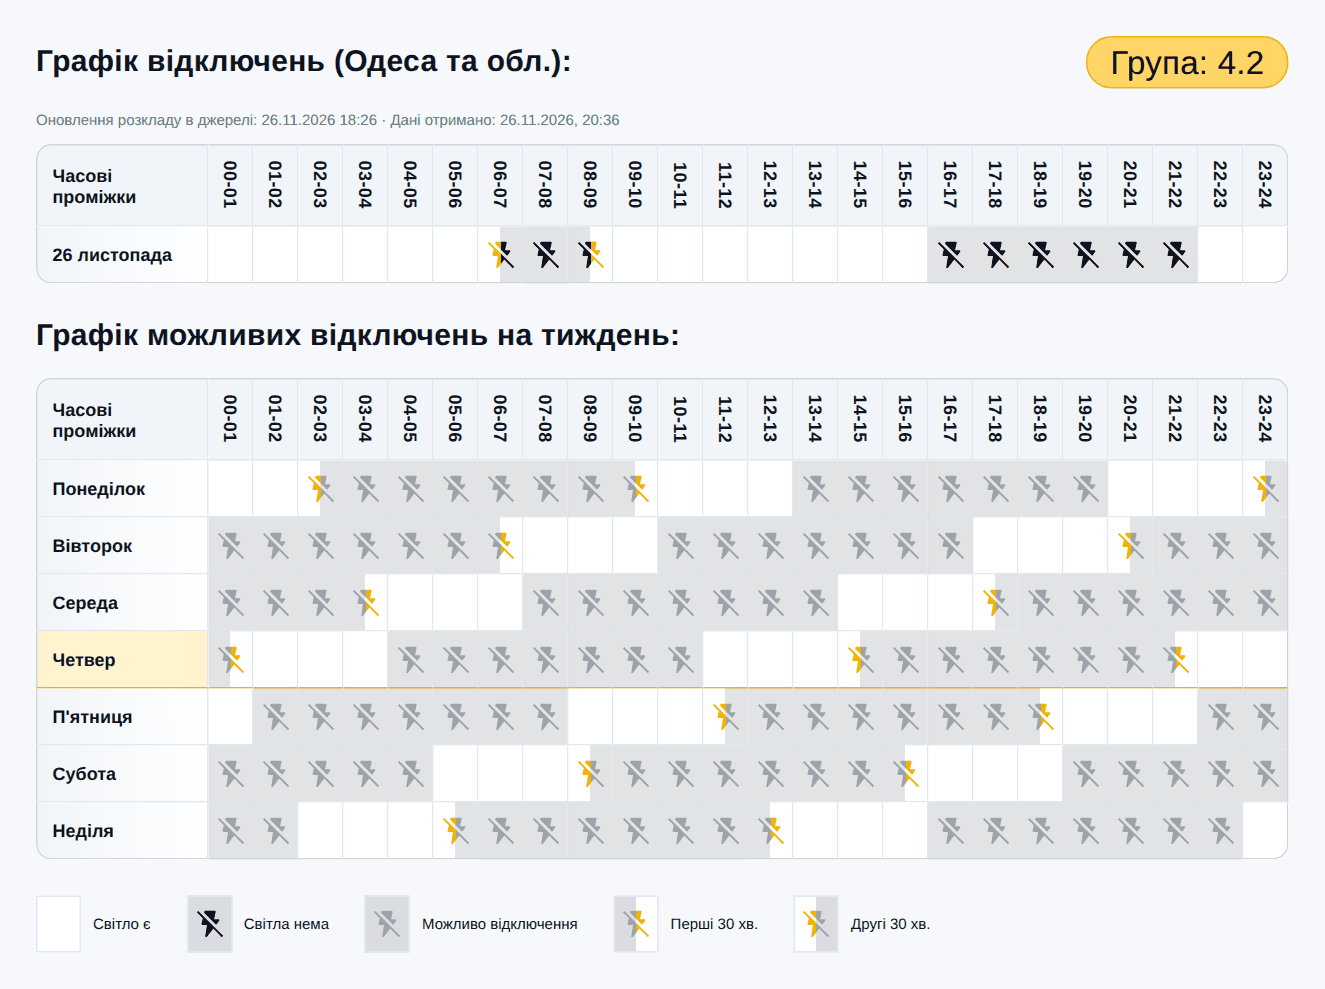 Графік відключень (Одеса та обл.):
Група: 4.2
Оновлення розкладу в джерелі: 26.11.2026 18:26 · Дані отримано: 26.11.2026, 20:36
Часові проміжки 00-01 01-02 02-03 03-04 04-05 05-06 06-07 07-08 08-09 09-10 10-11 11-12 12-13 13-14 14-15 15-16 16-17 17-18 18-19 19-20 20-21 21-22 22-23 23-24
26 листопада
Графік можливих відключень на тиждень:
Часові проміжки 00-01 01-02 02-03 03-04 04-05 05-06 06-07 07-08 08-09 09-10 10-11 11-12 12-13 13-14 14-15 15-16 16-17 17-18 18-19 19-20 20-21 21-22 22-23 23-24
Понеділок
Вівторок
Середа
Четвер
П'ятниця
Субота
Неділя
Світло є
Світла нема
Можливо відключення
Перші 30 хв.
Другі 30 хв.